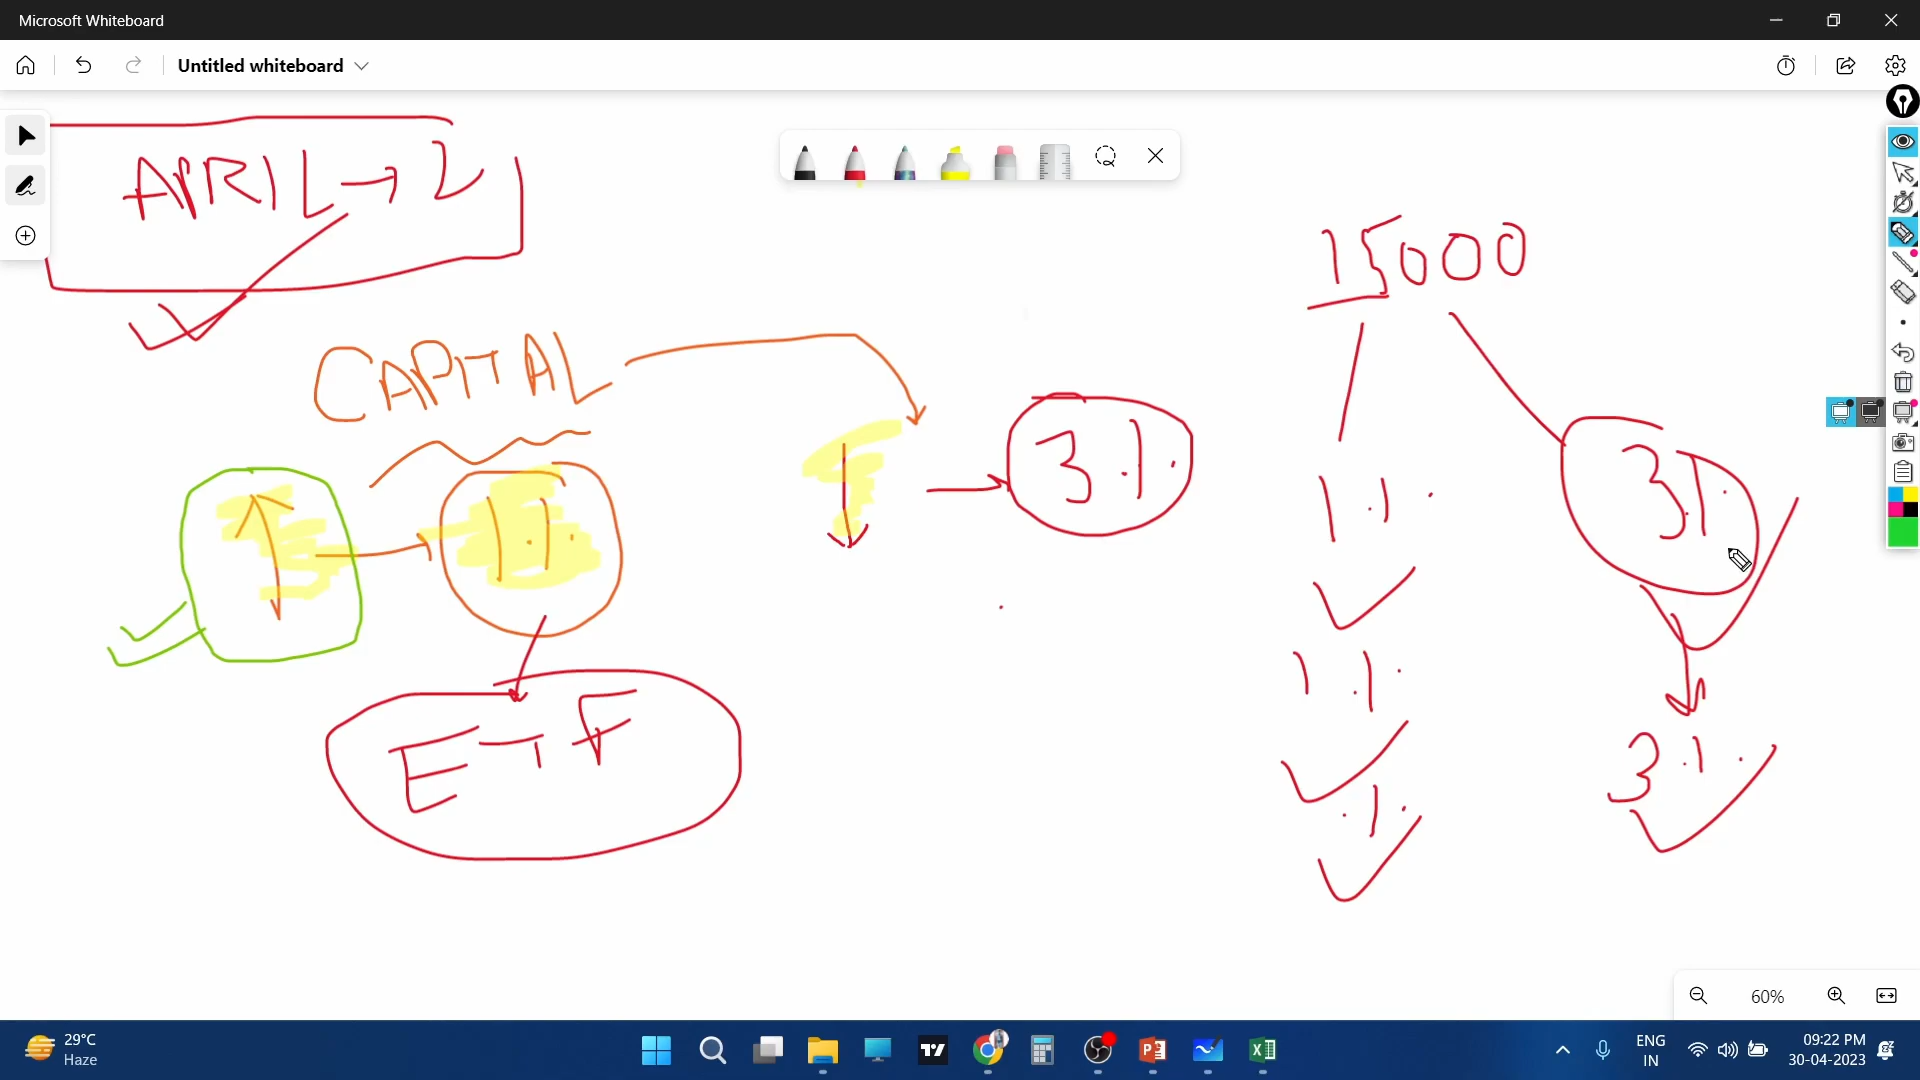 Microsoft Whiteboard
Untitled whiteboard
APRIL → 2
15000
CAPITAL
3%
3%
1%
1%
1%
ETF
3%
1%
60%
29°C
Haze
ENG
IN
09:22 PM
30-04-2023